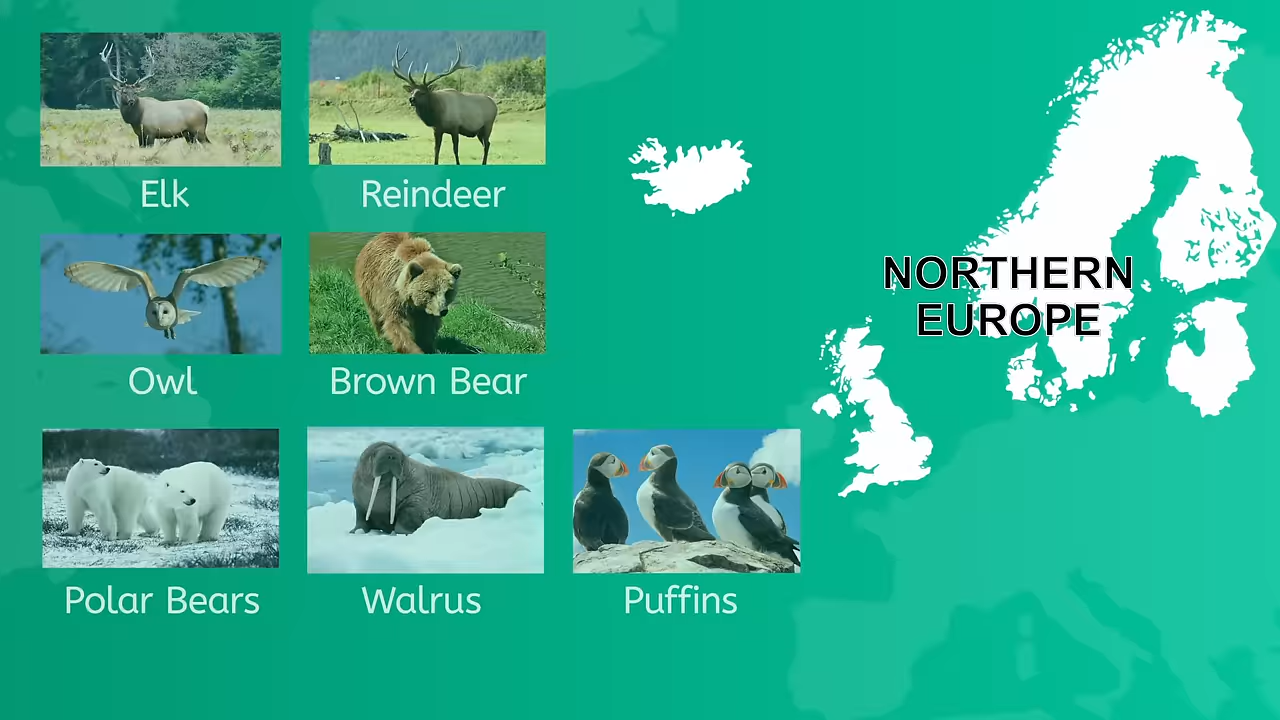 Elk
Reindeer
NORTHERN
EUROPE
Owl
Brown Bear
Polar Bears
Walrus
Puffins